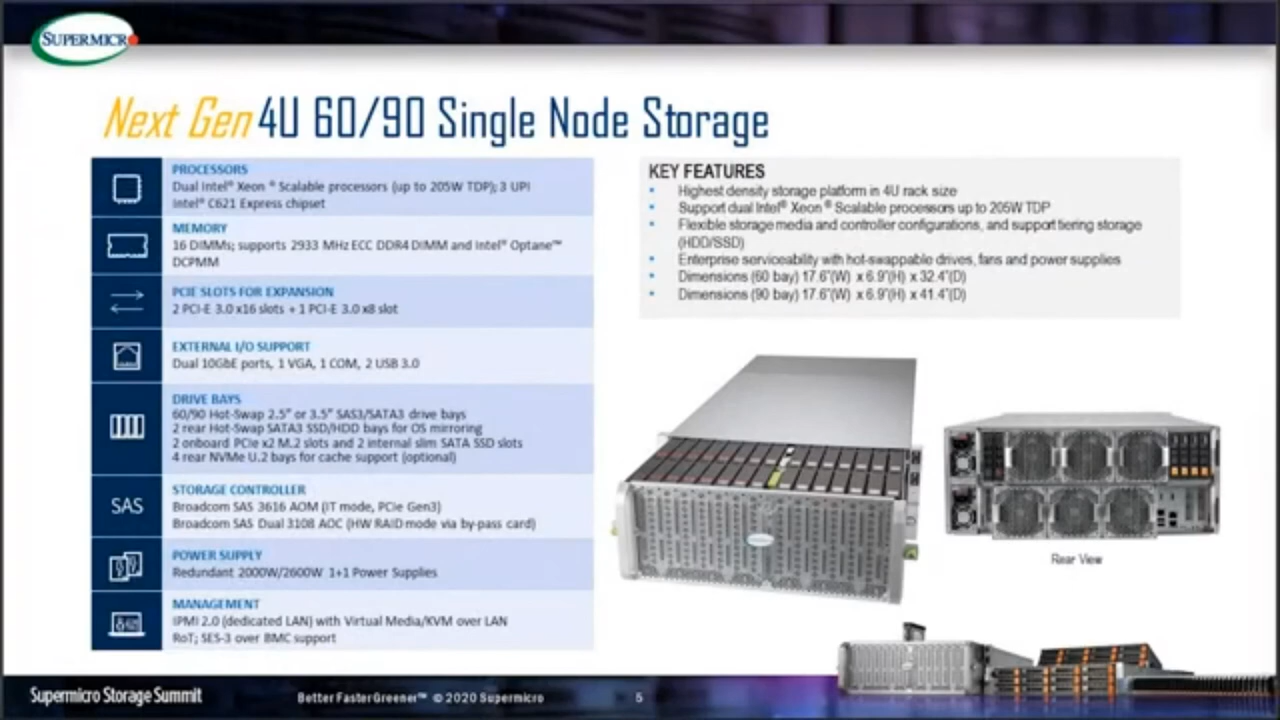 SUPERMICR
Next Gen 4U 60/90 Single Node Storage
PROCESSORS
Dual Intel® Xeon ® Scalable processors (up to 205W TDP); 3 UPI
Intel® C621 Express chipset
MEMORY
16 DIMMs; supports 2933 MHz ECC DDR4 DIMM and Intel® Optane™
DCPMM
PCIE SLOTS FOR EXPANSION
2 PCI-E 3.0 x16 slots + 1 PCI-E 3.0 x8 slot
EXTERNAL I/O SUPPORT
Dual 10GbE ports, 1 VGA, 1 COM, 2 USB 3.0
DRIVE BAYS
60/90 Hot-Swap 2.5" or 3.5" SAS3/SATA3 drive bays
2 rear Hot-Swap SATA3 SSD/HDD bays for OS mirroring
2 onboard PCIe x2 M.2 slots and 2 internal slim SATA SSD slots
4 rear NVMe U.2 bays for cache support (optional)
SAS
STORAGE CONTROLLER
Broadcom SAS 3616 AOM (IT mode, PCIe Gen3)
Broadcom SAS Dual 3108 AOC (HW RAID mode via by-pass card)
POWER SUPPLY
Redundant 2000W/2600W 1+1 Power Supplies
MANAGEMENT
IPMI 2.0 (dedicated LAN) with Virtual Media/KVM over LAN
RoT; SES-3 over BMC support
KEY FEATURES
• Highest density storage platform in 4U rack size
• Support dual Intel® Xeon ® Scalable processors up to 205W TDP
• Flexible storage media and controller configurations, and support tiering storage
(HDD/SSD)
• Enterprise serviceability with hot-swappable drives, fans and power supplies
• Dimensions (60 bay) 17.6"(W) x 6.9"(H) x 32.4"(D)
• Dimensions (90 bay) 17.6"(W) x 6.9"(H) x 41.4"(D)
Rear View
Supermicro Storage Summit
Better Faster Greener™ © 2020 Supermicro
5